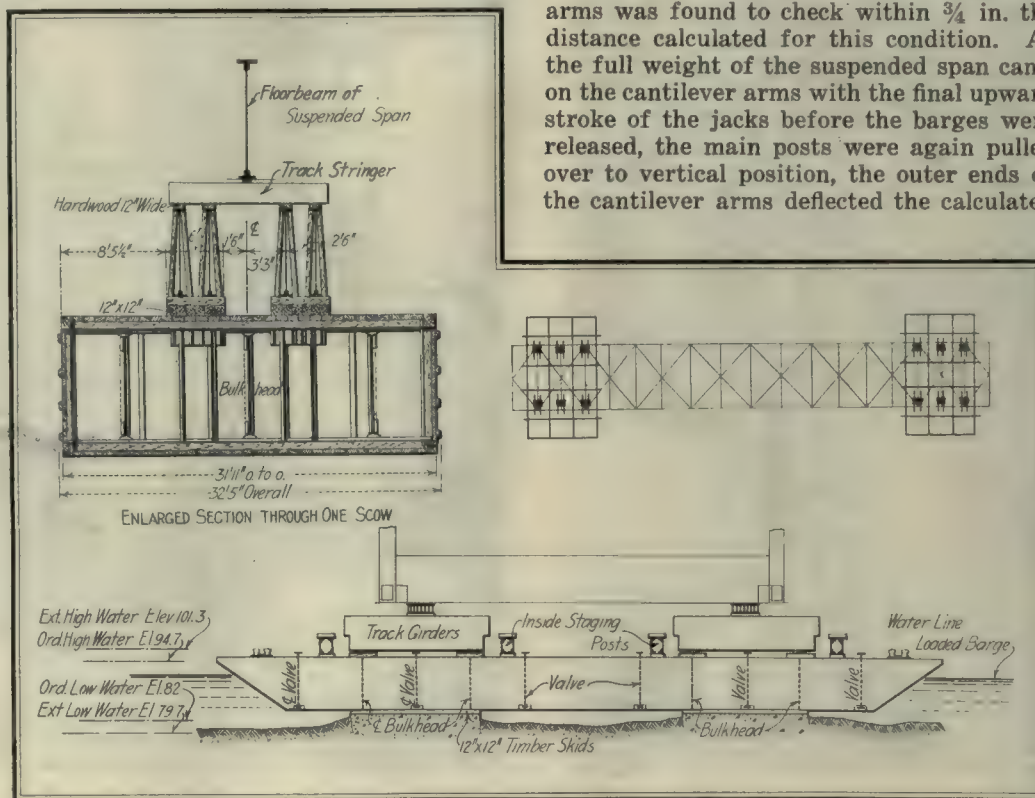 arms was found to check within ¾ in. th
distance calculated for this condition. A
the full weight of the suspended span cam
on the cantilever arms with the final upwar
stroke of the jacks before the barges wer
released, the main posts were again pulle
over to vertical position, the outer ends o
the cantilever arms deflected the calculate
Floorbeam of
Suspended Span
Track Stringer
Hardwood 12" Wide
8'5½"
1'6"
℄
3'3"
2'6"
12"x12"
Bulkhead
31'11" o. to o.
32'5" Overall
ENLARGED SECTION THROUGH ONE SCOW
Ext. High Water Elev 101.3
Ord. High Water El. 94.7
Ord. Low Water El. 82
Ext Low Water El 79.7
Track Girders
Inside Staging
Posts
Water Line
Loaded Barge
℄ Valve
Valve
Valve
Valve
Valve
℄ Bulkhead
12"x12" Timber Skids
Bulkhead